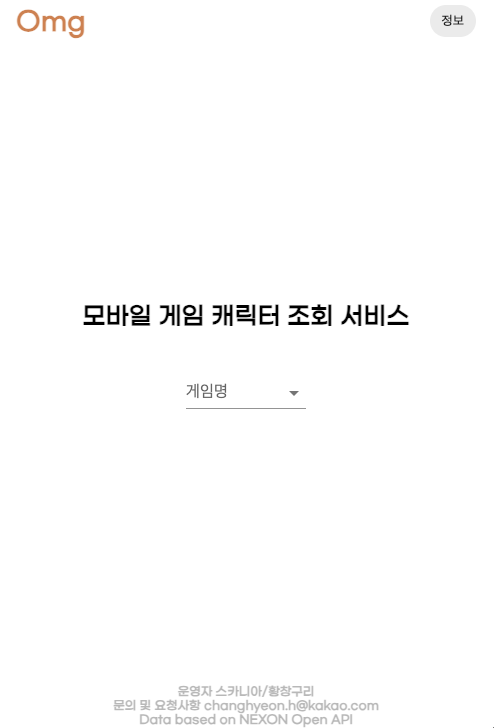 Omg
정보
모바일 게임 캐릭터 조회 서비스
게임명
운영자 스카니아/황창구리
문의 및 요청사항 changhyeon.h@kakao.com
Data based on NEXON Open API